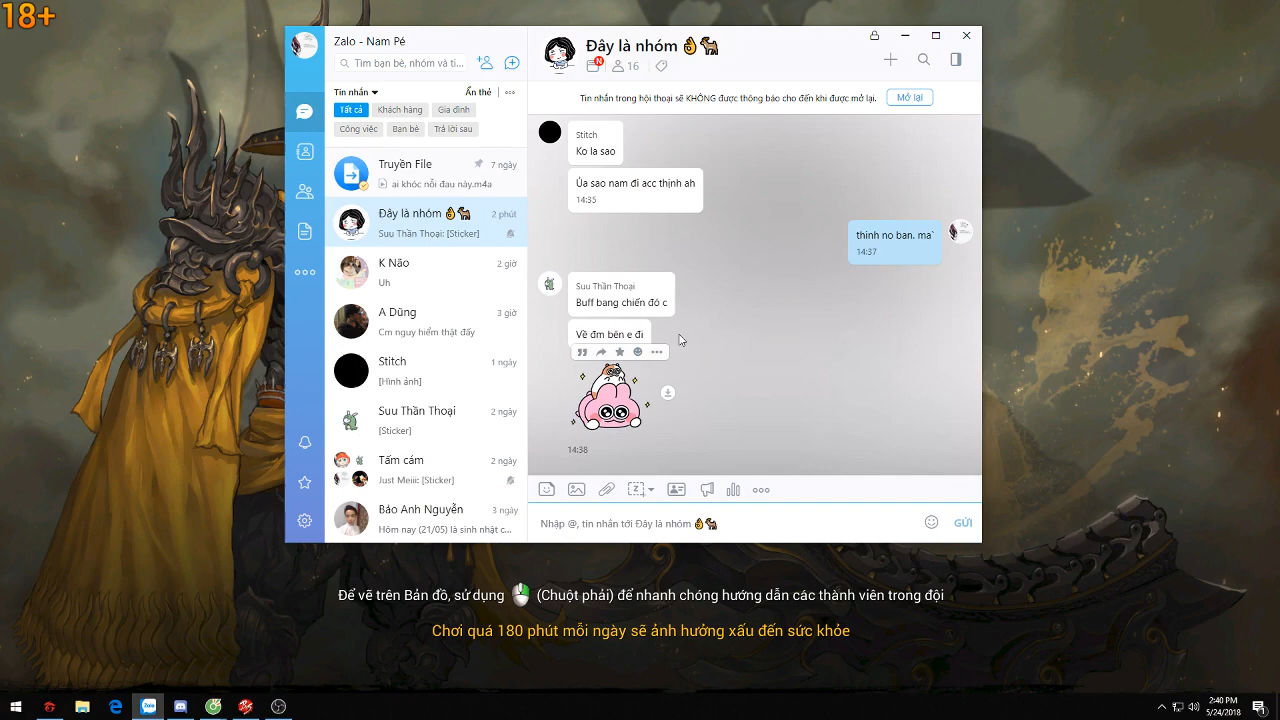 18+
Zalo - Nam Pé
Tìm bạn bè, nhóm và ti...
Tin nhắn
Ẩn thẻ
Tất cả
Khách hàng
Gia đình
Công việc
Bạn bè
Trả lời sau
Truyền File
7 ngày
ai khóc nỗi đau này.m4a
Đây là nhóm 👌🐕
2 phút
Suu Thần Thoại: [Sticker]
K Não
2 giờ
Uh
A Dũng
3 giờ
Cm nguy hiểm thật đấy
Stitch
1 ngày
[Hình ảnh]
Suu Thần Thoại
2 ngày
[Sticker]
Tấm cám
2 ngày
Just Meiii: [Sticker]
Bảo Anh Nguyễn
3 ngày
Hôm nay (21/05) là sinh nhật c...
Đây là nhóm 👌🐕
N
16
Tin nhắn trong hội thoại sẽ KHÔNG được thông báo cho đến khi được mở lại.
Mở lại
Stitch
Ko la sao
Ủa sao nam đi acc thịnh ah
14:35
thinh no ban. ma`
14:37
Suu Thần Thoại
Buff bang chiến đó c
Về đm bên e đi
14:38
Nhập @, tin nhắn tới Đây là nhóm 👌🐕
GỬI
Để vẽ trên Bản đồ, sử dụng (Chuột phải) để nhanh chóng hướng dẫn các thành viên trong đội
Chơi quá 180 phút mỗi ngày sẽ ảnh hưởng xấu đến sức khỏe
Zalo
2:40 PM
5/24/2018
1